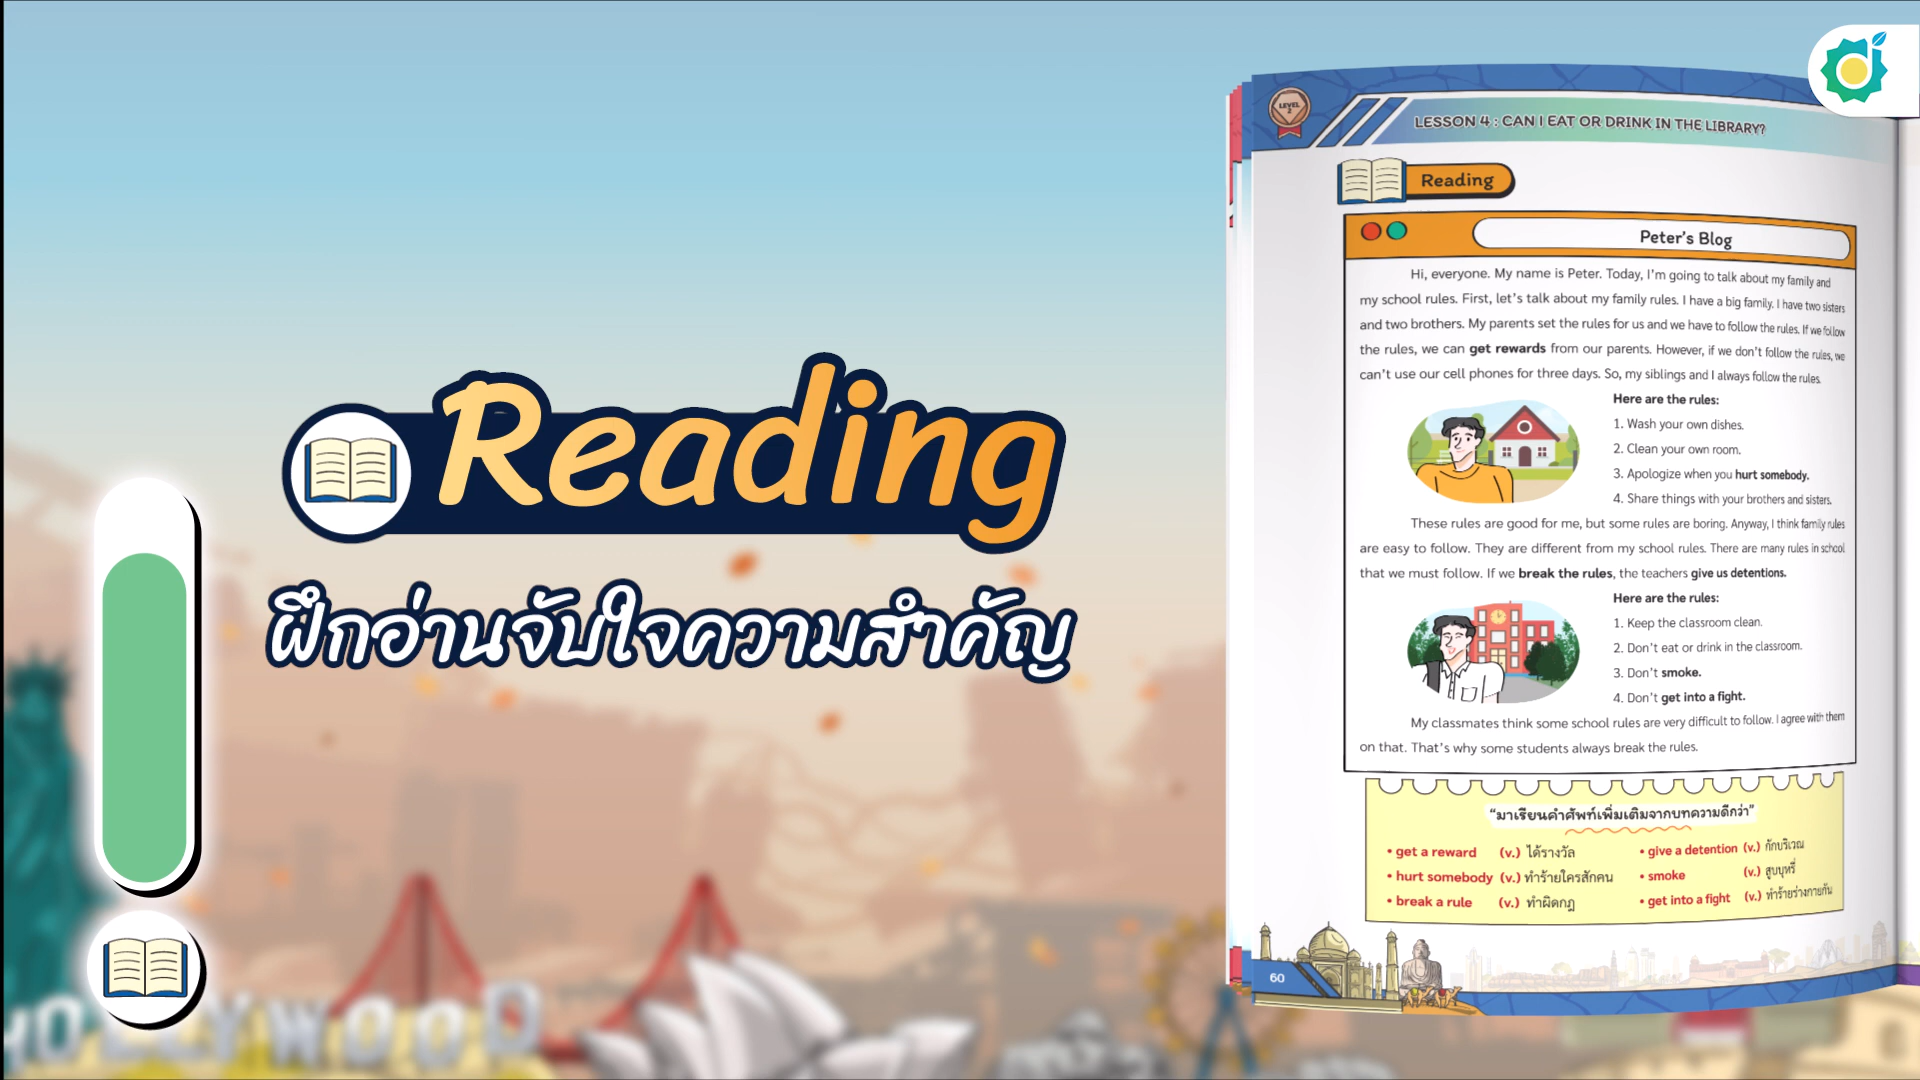 Reading
ฝึกอ่านจับใจความสำคัญ
HOLLYWOOD
LEVEL
2
LESSON 4 : CAN I EAT OR DRINK IN THE LIBRARY?
Reading
Peter's Blog
Hi, everyone. My name is Peter. Today, I'm going to talk about my family and
my school rules. First, let's talk about my family rules. I have a big family. I have two sisters
and two brothers. My parents set the rules for us and we have to follow the rules. If we follow
the rules, we can get rewards from our parents. However, if we don't follow the rules, we
can't use our cell phones for three days. So, my siblings and I always follow the rules.
Here are the rules:
1. Wash your own dishes.
2. Clean your own room.
3. Apologize when you hurt somebody.
4. Share things with your brothers and sisters.
These rules are good for me, but some rules are boring. Anyway, I think family rules
are easy to follow. They are different from my school rules. There are many rules in school
that we must follow. If we break the rules, the teachers give us detentions.
Here are the rules:
1. Keep the classroom clean.
2. Don't eat or drink in the classroom.
3. Don't smoke.
4. Don't get into a fight.
My classmates think some school rules are very difficult to follow. I agree with them
on that. That's why some students always break the rules.
"มาเรียนคำศัพท์เพิ่มเติมจากบทความดีกว่า"
• get a reward (v.) ได้รางวัล
• hurt somebody (v.) ทำร้ายใครสักคน
• break a rule (v.) ทำผิดกฎ
• give a detention (v.) กักบริเวณ
• smoke (v.) สูบบุหรี่
• get into a fight (v.) ทำร้ายร่างกายกัน
60